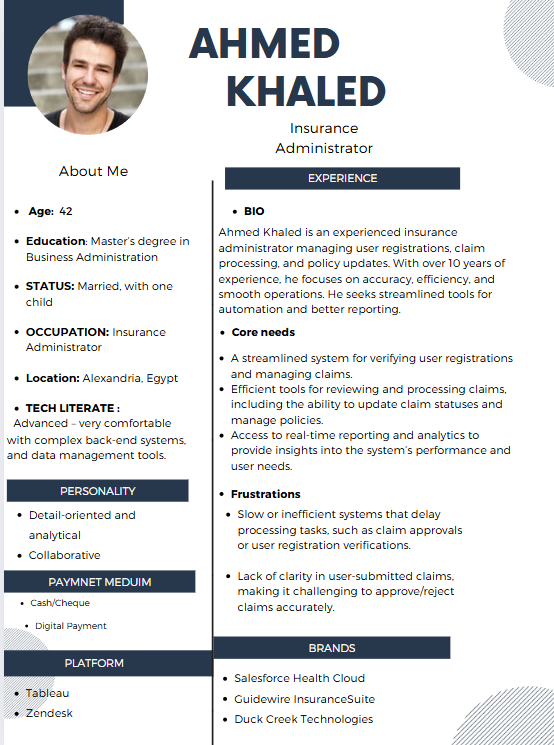 AHMED
KHALED
Insurance
Administrator
About Me
Age: 42
Education: Master's degree in
Business Administration
STATUS: Married, with one
child
OCCUPATION: Insurance
Administrator
Location: Alexandria, Egypt
TECH LITERATE :
Advanced – very comfortable
with complex back-end systems,
and data management tools.
PERSONALITY
Detail-oriented and
analytical
Collaborative
PAYMNET MEDUIM
Cash/Cheque
Digital Payment
PLATFORM
Tableau
Zendesk
EXPERIENCE
BIO
Ahmed Khaled is an experienced insurance
administrator managing user registrations, claim
processing, and policy updates. With over 10 years of
experience, he focuses on accuracy, efficiency, and
smooth operations. He seeks streamlined tools for
automation and better reporting.
Core needs
A streamlined system for verifying user registrations
and managing claims.
Efficient tools for reviewing and processing claims,
including the ability to update claim statuses and
manage policies.
Access to real-time reporting and analytics to
provide insights into the system's performance and
user needs.
Frustrations
Slow or inefficient systems that delay
processing tasks, such as claim approvals
or user registration verifications.
Lack of clarity in user-submitted claims,
making it challenging to approve/reject
claims accurately.
BRANDS
Salesforce Health Cloud
Guidewire InsuranceSuite
Duck Creek Technologies